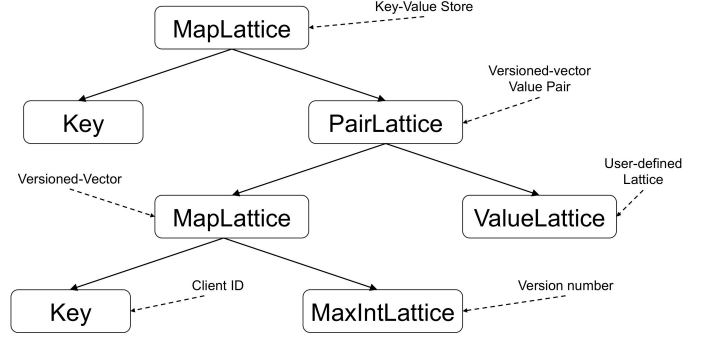 Key-Value Store
MapLattice
Versioned-vector
Value Pair
Key
PairLattice
User-defined
Lattice
Versioned-Vector
MapLattice
ValueLattice
Client ID
Version number
Key
MaxIntLattice